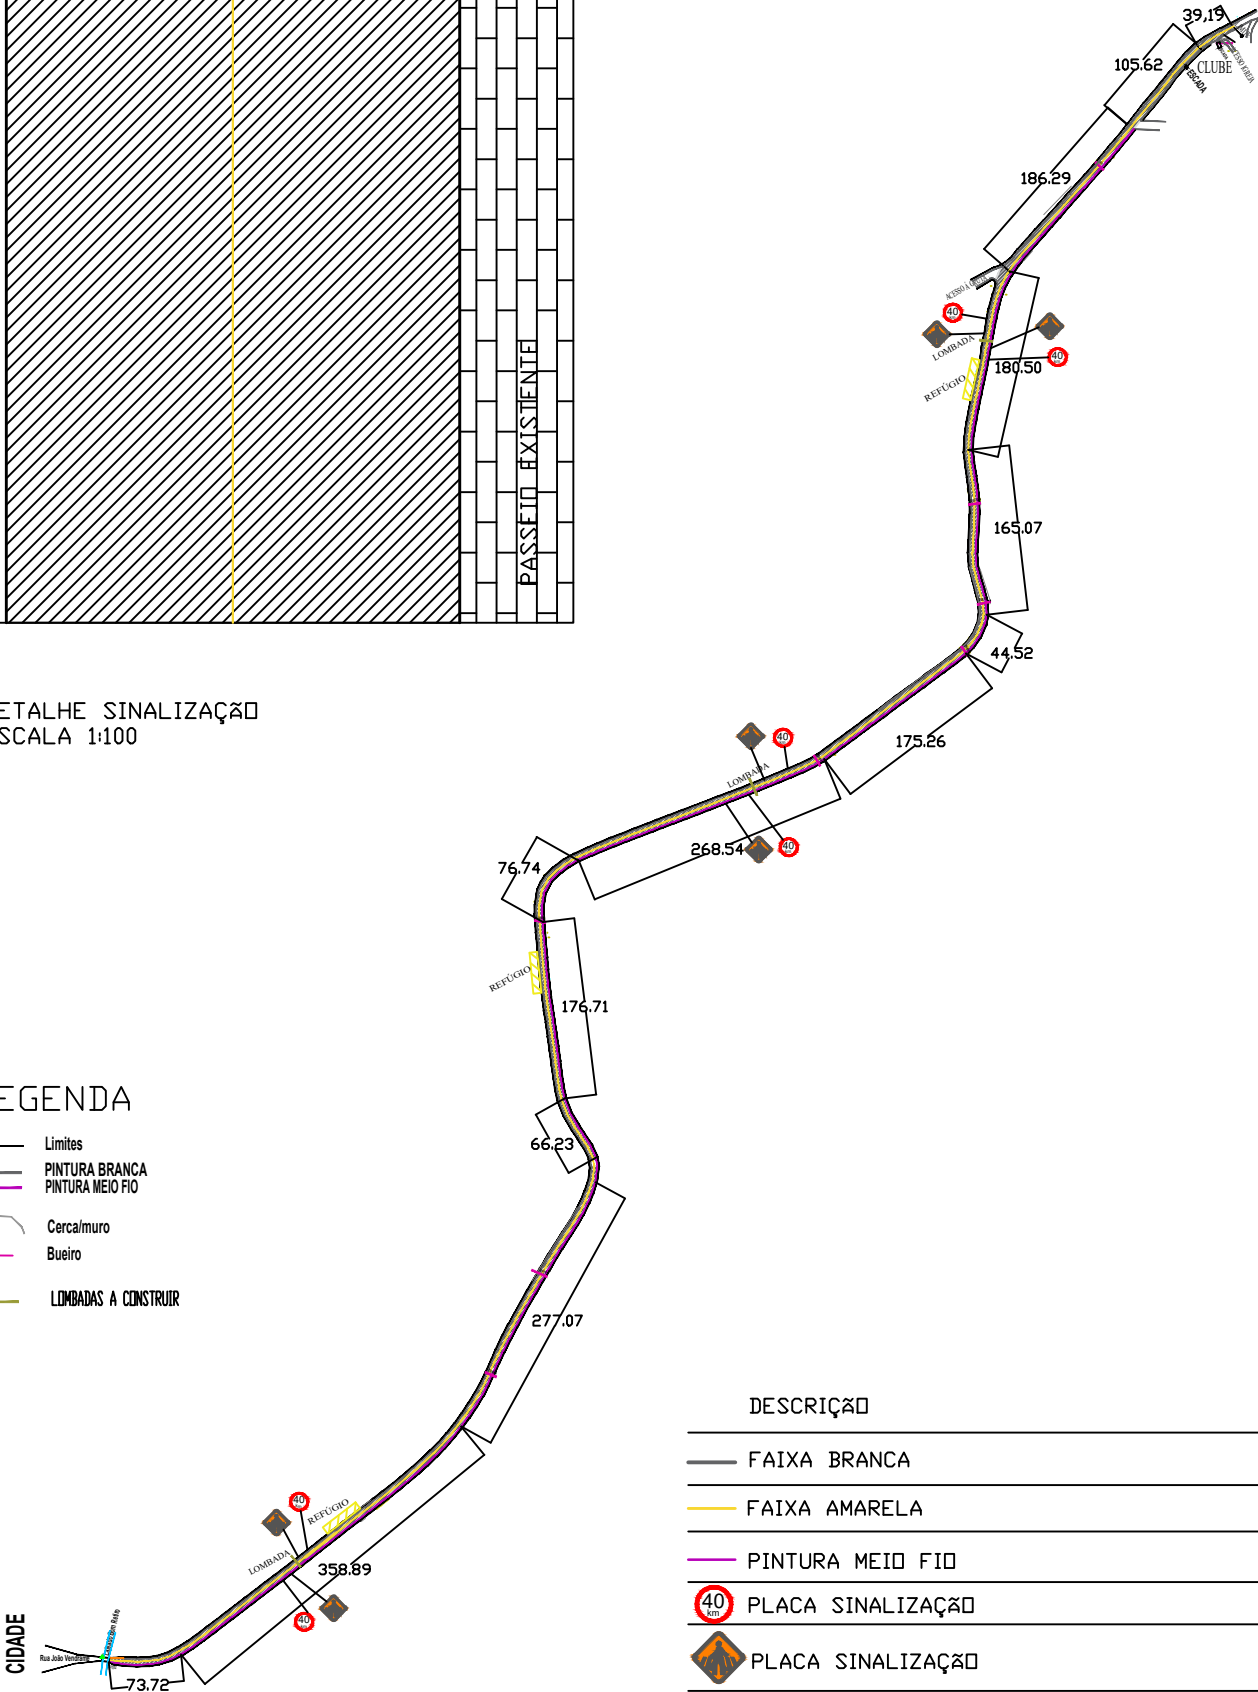 39,19
105.62
CLUBE
ESCADA
186.29
40
LOMBADA
180.50
40
REFÚGIO
PASSEIO EXISTENTE
165.07
44.52
ETALHE SINALIZAÇÃO
SCALA 1:100
175.26
40
LOMBADA
268.54
40
76.74
REFÚGIO
176.71
EGENDA
Limites
PINTURA BRANCA
PINTURA MEIO FIO
Cerca/muro
Bueiro
LOMBADAS A CONSTRUIR
66.23
277.07
40
REFÚGIO
LOMBADA
358.89
40
CIDADE
Rua João Vendrame
73.72
DESCRIÇÃO
FAIXA BRANCA
FAIXA AMARELA
PINTURA MEIO FIO
40
km
PLACA SINALIZAÇÃO
PLACA SINALIZAÇÃO